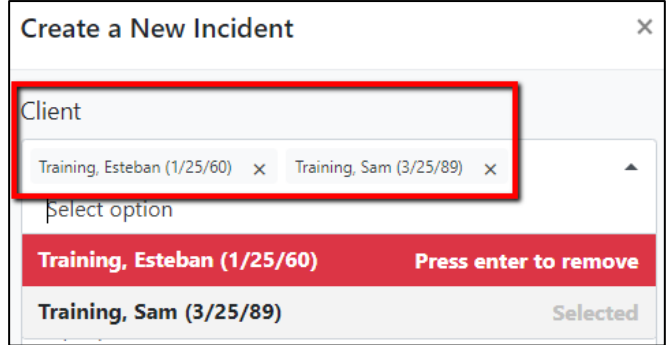 Create a New Incident ×
Client
Training, Esteban (1/25/60) × Training, Sam (3/25/89) ×
Select option
Training, Esteban (1/25/60) Press enter to remove
Training, Sam (3/25/89) Selected